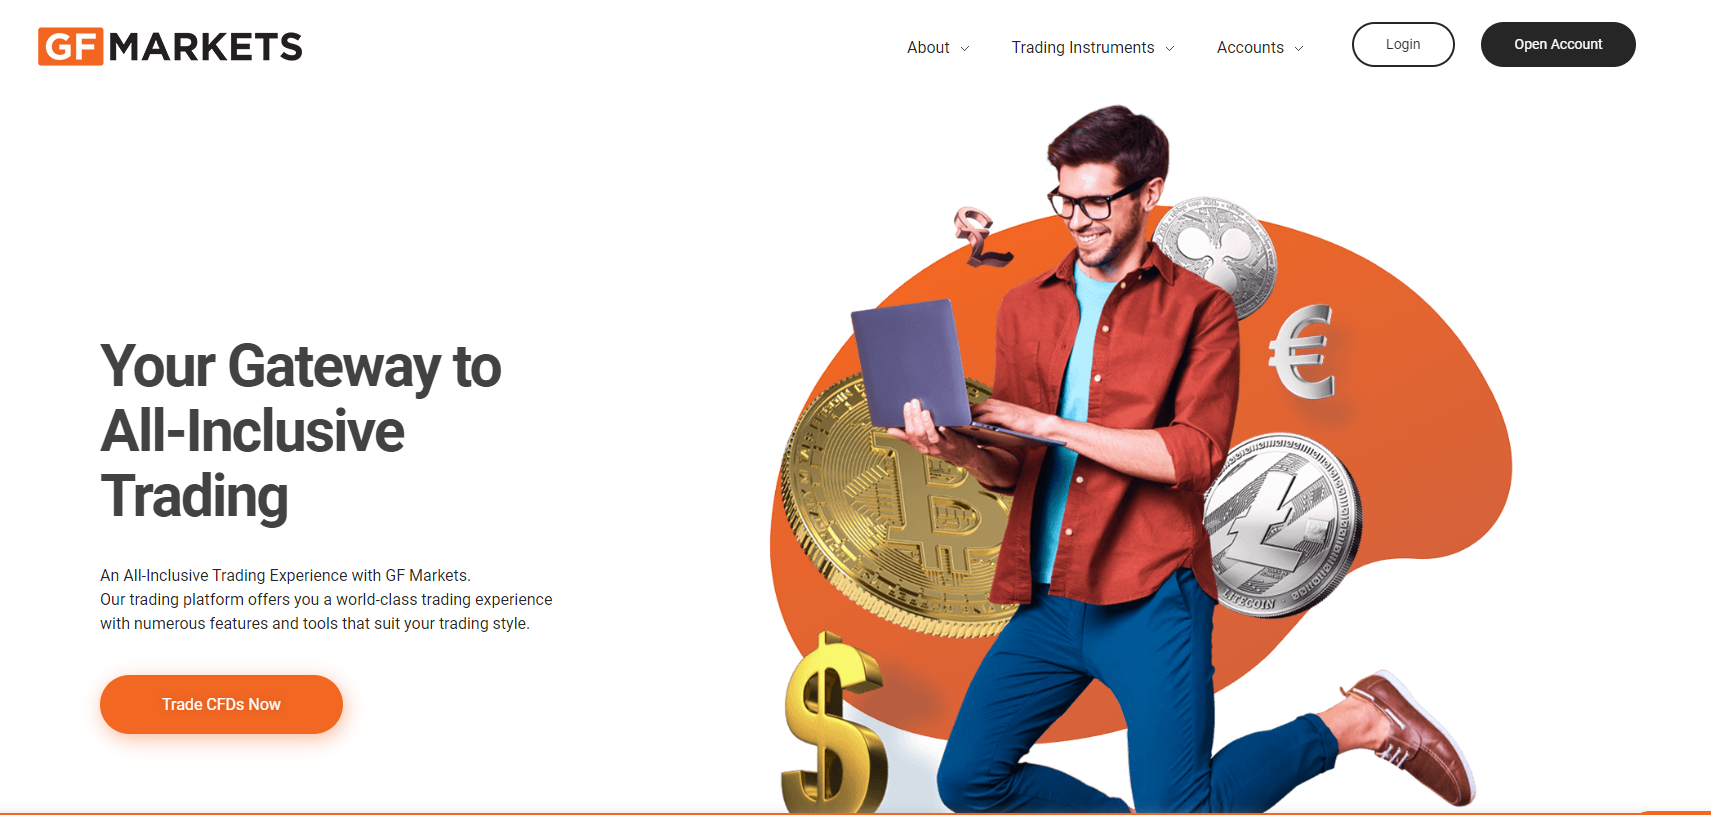 GF MARKETS
About
Trading Instruments
Accounts
Login
Open Account
Your Gateway to
All-Inclusive
Trading
An All-Inclusive Trading Experience with GF Markets.
Our trading platform offers you a world-class trading experience
with numerous features and tools that suit your trading style.
Trade CFDs Now
LITECOIN